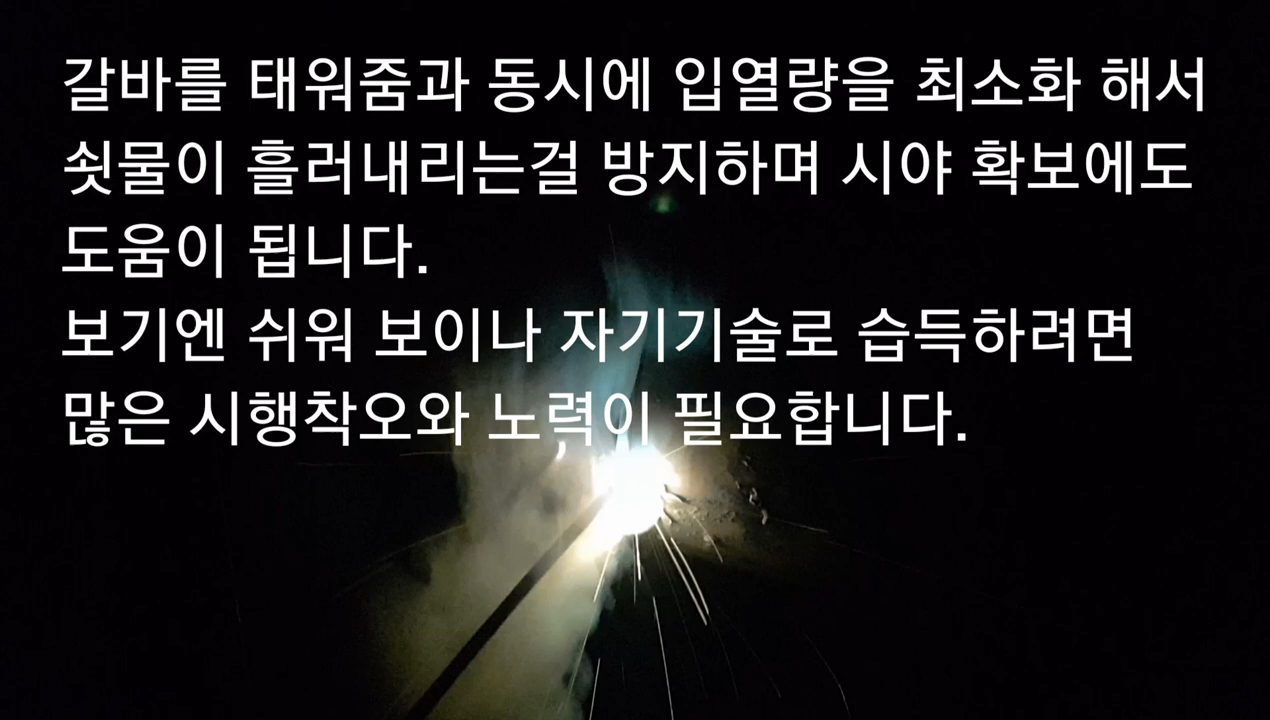 갈바를 태워줌과 동시에 입열량을 최소화 해서
쇳물이 흘러내리는걸 방지하며 시야 확보에도
도움이 됩니다.
보기엔 쉬워 보이나 자기기술로 습득하려면
많은 시행착오와 노력이 필요합니다.